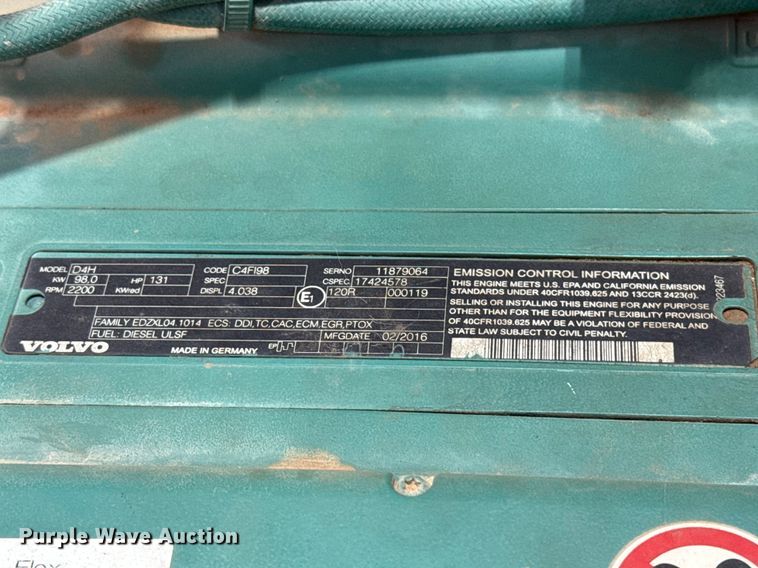 MODEL D4H CODE C4FI98 SERNO 11879064
KW 98.0 HP 131 SPEC CSPEC 17424578
RPM 2200 KWred DISPL 4.038 E1 120R 000119
FAMILY EDZXL04.1014 ECS: DDI,TC,CAC,ECM,EGR,PTOX
FUEL: DIESEL ULSF MFGDATE 02/2016
VOLVO MADE IN GERMANY EP
EMISSION CONTROL INFORMATION
THIS ENGINE MEETS U.S. EPA AND CALIFORNIA EMISSION
STANDARDS UNDER 40CFR1039.625 AND 13CCR 2423(d).
SELLING OR INSTALLING THIS ENGINE FOR ANY PURPOSE
OTHER THAN FOR THE EQUIPMENT FLEXIBILITY PROVISION
OF 40CFR1039.625 MAY BE A VIOLATION OF FEDERAL AND
STATE LAW SUBJECT TO CIVIL PENALTY.
Purple Wave Auction
Flex